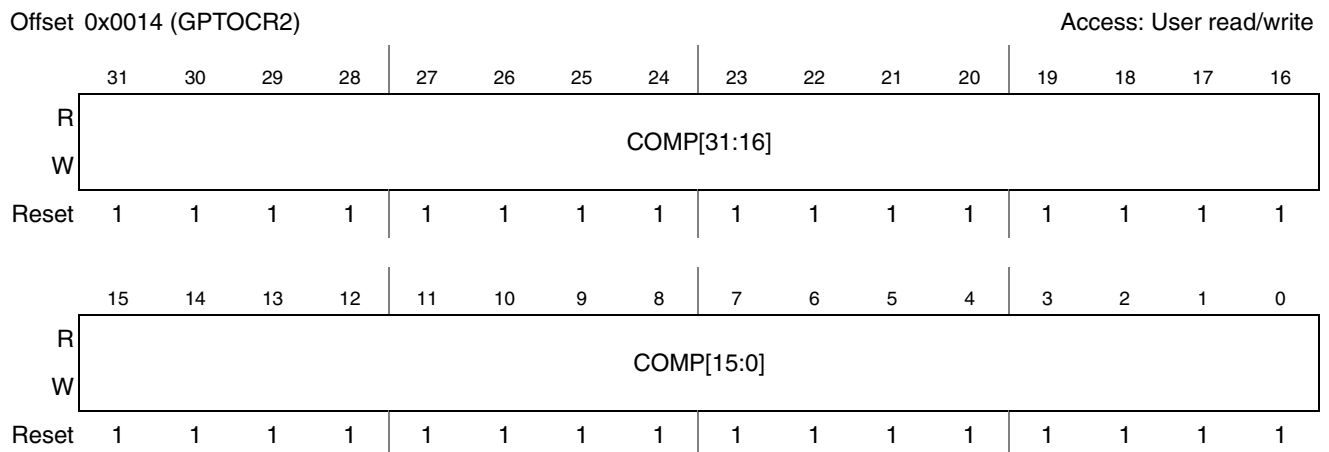 Offset 0x0014 (GPTOCR2) Access: User read/write
31 30 29 28 27 26 25 24 23 22 21 20 19 18 17 16
R
COMP[31:16]
W
Reset 1 1 1 1 1 1 1 1 1 1 1 1 1 1 1 1
15 14 13 12 11 10 9 8 7 6 5 4 3 2 1 0
R
COMP[15:0]
W
Reset 1 1 1 1 1 1 1 1 1 1 1 1 1 1 1 1